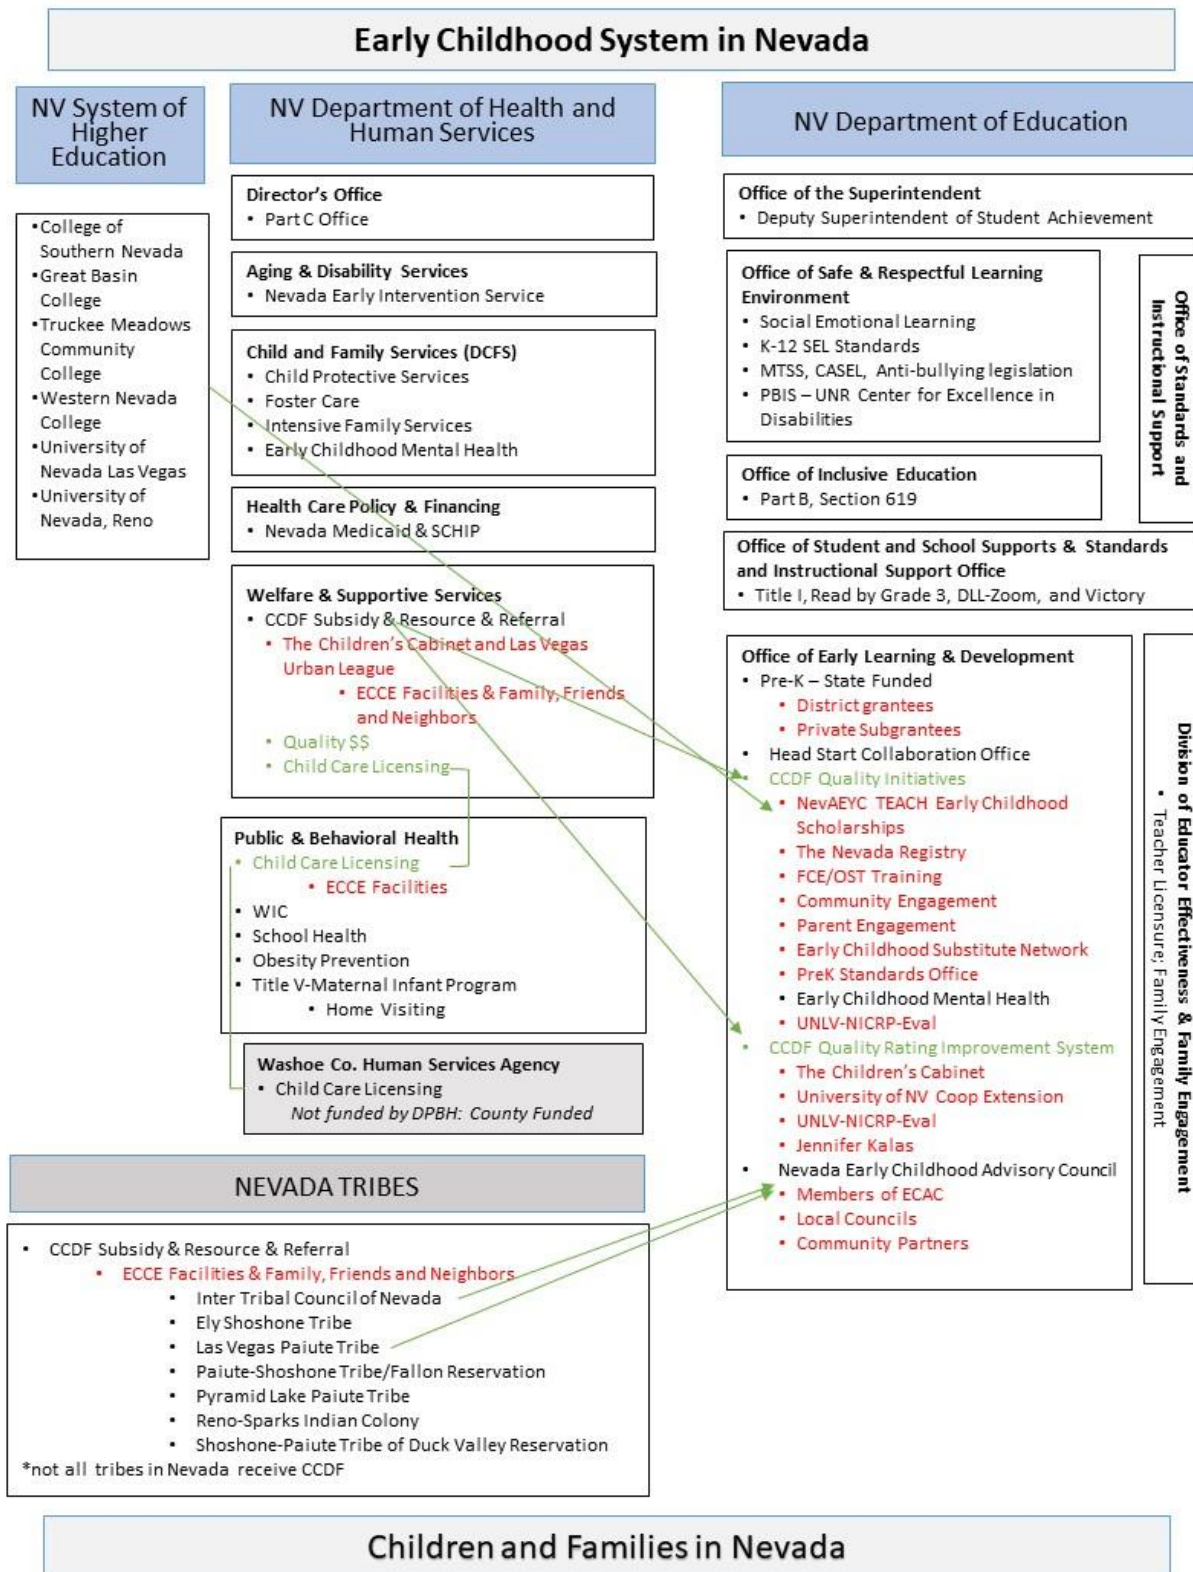 Early Childhood System in Nevada
NV System of
Higher
Education
•College of
Southern Nevada
•Great Basin
College
•Truckee Meadows
Community
College
•Western Nevada
College
•University of
Nevada Las Vegas
•University of
Nevada, Reno
NV Department of Health and
Human Services
Director's Office
• Part C Office
Aging & Disability Services
• Nevada Early Intervention Service
Child and Family Services (DCFS)
• Child Protective Services
• Foster Care
• Intensive Family Services
• Early Childhood Mental Health
Health Care Policy & Financing
• Nevada Medicaid & SCHIP
Welfare & Supportive Services
• CCDF Subsidy & Resource & Referral
• The Children's Cabinet and Las Vegas
Urban League
• ECCE Facilities & Family, Friends
and Neighbors
• Quality $$
• Child Care Licensing
Public & Behavioral Health
• Child Care Licensing
• ECCE Facilities
• WIC
• School Health
• Obesity Prevention
• Title V-Maternal Infant Program
• Home Visiting
Washoe Co. Human Services Agency
• Child Care Licensing
Not funded by DPBH: County Funded
NEVADA TRIBES
• CCDF Subsidy & Resource & Referral
• ECCE Facilities & Family, Friends and Neighbors
• Inter Tribal Council of Nevada
• Ely Shoshone Tribe
• Las Vegas Paiute Tribe
• Paiute-Shoshone Tribe/Fallon Reservation
• Pyramid Lake Paiute Tribe
• Reno-Sparks Indian Colony
• Shoshone-Paiute Tribe of Duck Valley Reservation
*not all tribes in Nevada receive CCDF
NV Department of Education
Office of the Superintendent
• Deputy Superintendent of Student Achievement
Office of Safe & Respectful Learning
Environment
• Social Emotional Learning
• K-12 SEL Standards
• MTSS, CASEL, Anti-bullying legislation
• PBIS – UNR Center for Excellence in
Disabilities
Office of Inclusive Education
• Part B, Section 619
Office of Standards and
Instructional Support
Office of Student and School Supports & Standards
and Instructional Support Office
• Title I, Read by Grade 3, DLL-Zoom, and Victory
Office of Early Learning & Development
• Pre-K – State Funded
• District grantees
• Private Subgrantees
• Head Start Collaboration Office
• CCDF Quality Initiatives
• NevAEYC TEACH Early Childhood
Scholarships
• The Nevada Registry
• FCE/OST Training
• Community Engagement
• Parent Engagement
• Early Childhood Substitute Network
• PreK Standards Office
• Early Childhood Mental Health
• UNLV-NICRP-Eval
• CCDF Quality Rating Improvement System
• The Children's Cabinet
• University of NV Coop Extension
• UNLV-NICRP-Eval
• Jennifer Kalas
• Nevada Early Childhood Advisory Council
• Members of ECAC
• Local Councils
• Community Partners
Division of Educator Effectiveness & Family Engagement
• Teacher Licensure; Family Engagement
Children and Families in Nevada